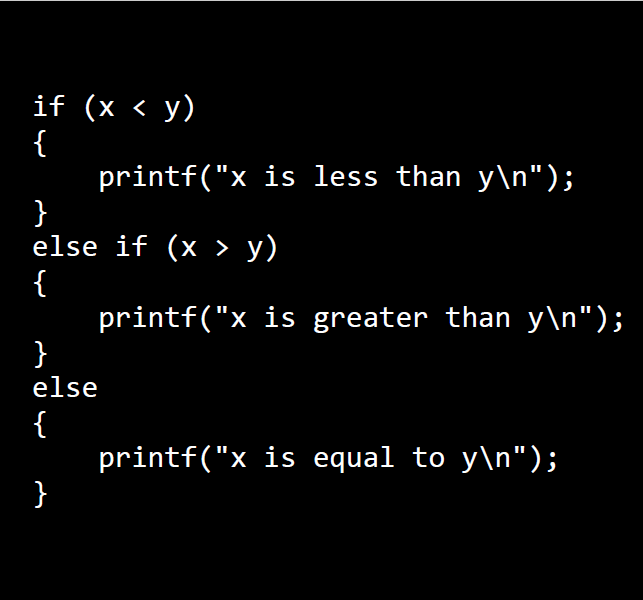 if (x < y)
{
    printf("x is less than y\n");
}
else if (x > y)
{
    printf("x is greater than y\n");
}
else
{
    printf("x is equal to y\n");
}